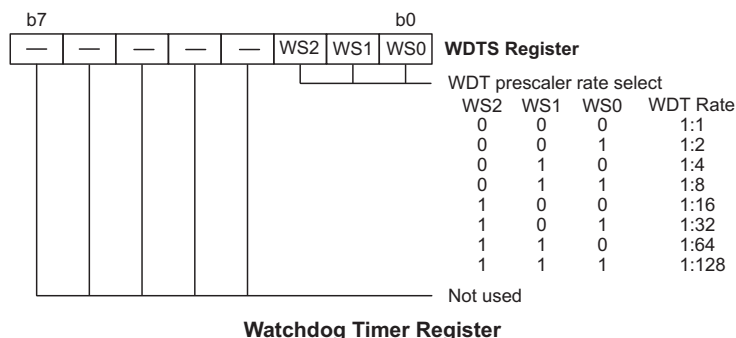 b7 b0
— — — — — WS2 WS1 WS0 WDTS Register
WDT prescaler rate select
WS2 WS1 WS0 WDT Rate
0 0 0 1:1
0 0 1 1:2
0 1 0 1:4
0 1 1 1:8
1 0 0 1:16
1 0 1 1:32
1 1 0 1:64
1 1 1 1:128
Not used
Watchdog Timer Register